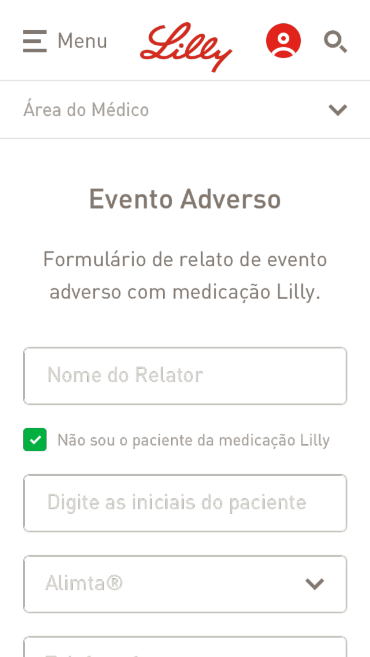 Menu
Lilly
Área do Médico
Evento Adverso
Formulário de relato de evento
adverso com medicação Lilly.
Nome do Relator
Não sou o paciente da medicação Lilly
Digite as iniciais do paciente
Alimta®